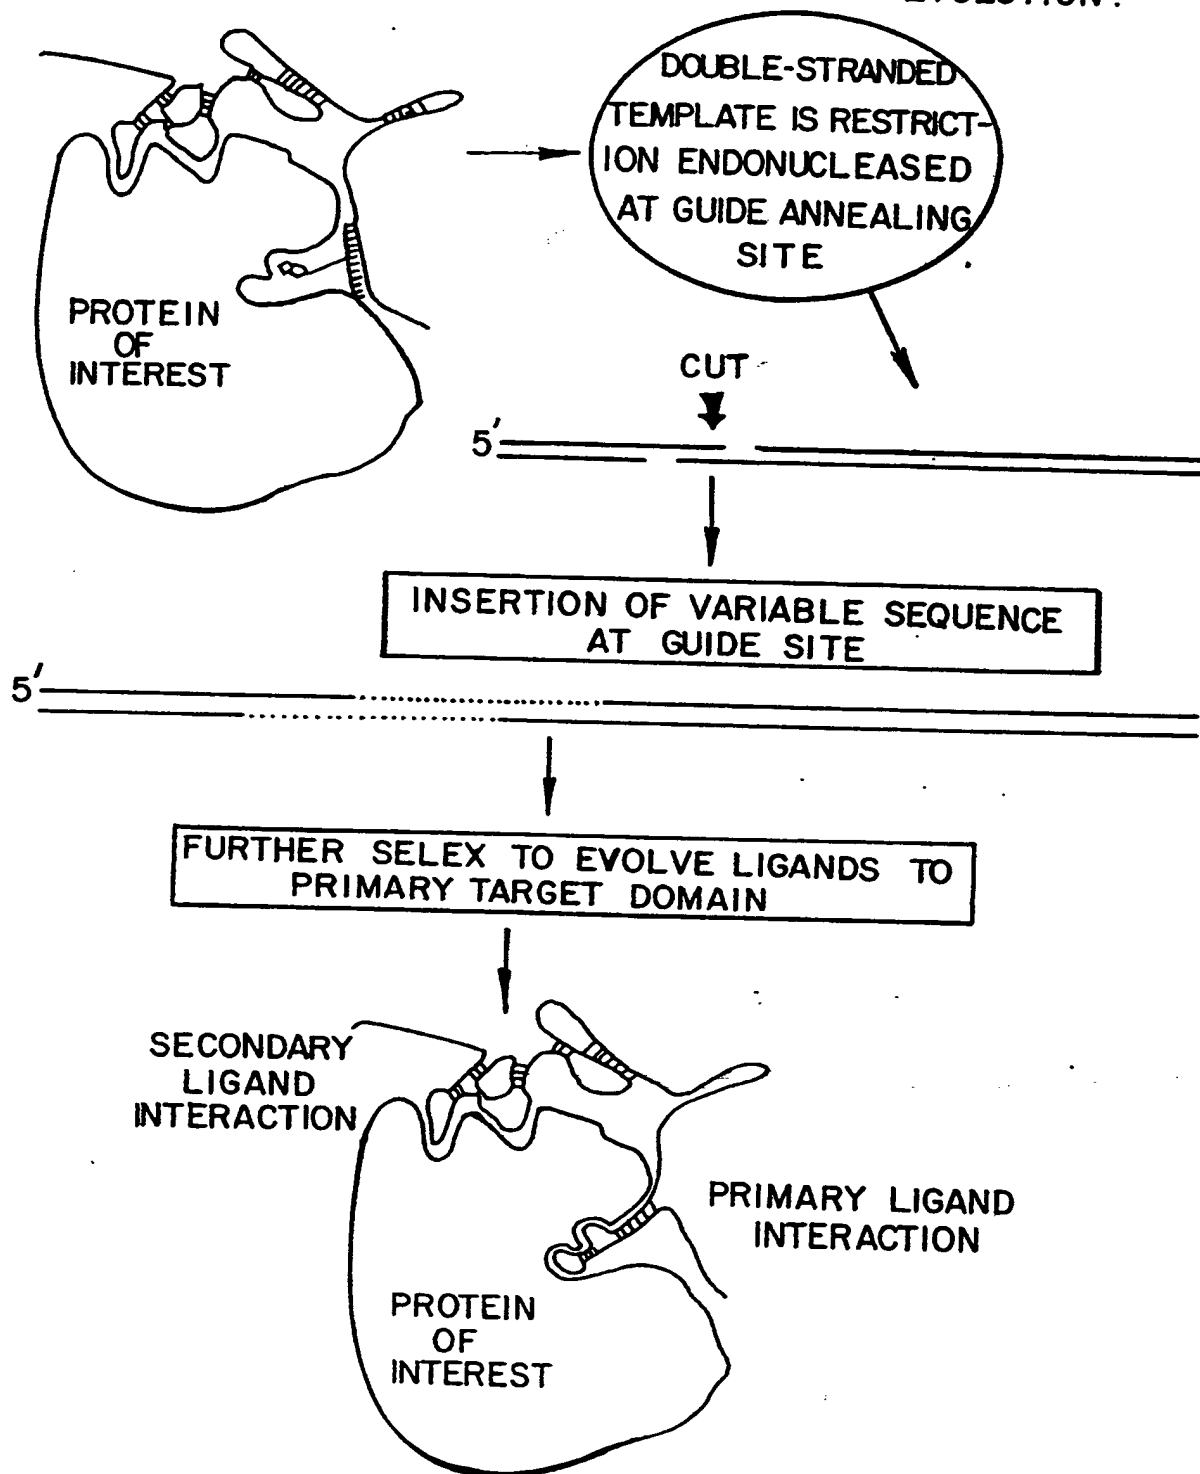 EVOLUTION.
DOUBLE-STRANDED
TEMPLATE IS RESTRICT-
ION ENDONUCLEASED
AT GUIDE ANNEALING
SITE
PROTEIN
OF
INTEREST
CUT
5'
INSERTION OF VARIABLE SEQUENCE
AT GUIDE SITE
5'
FURTHER SELEX TO EVOLVE LIGANDS TO
PRIMARY TARGET DOMAIN
SECONDARY
LIGAND
INTERACTION
PRIMARY LIGAND
INTERACTION
PROTEIN
OF
INTEREST